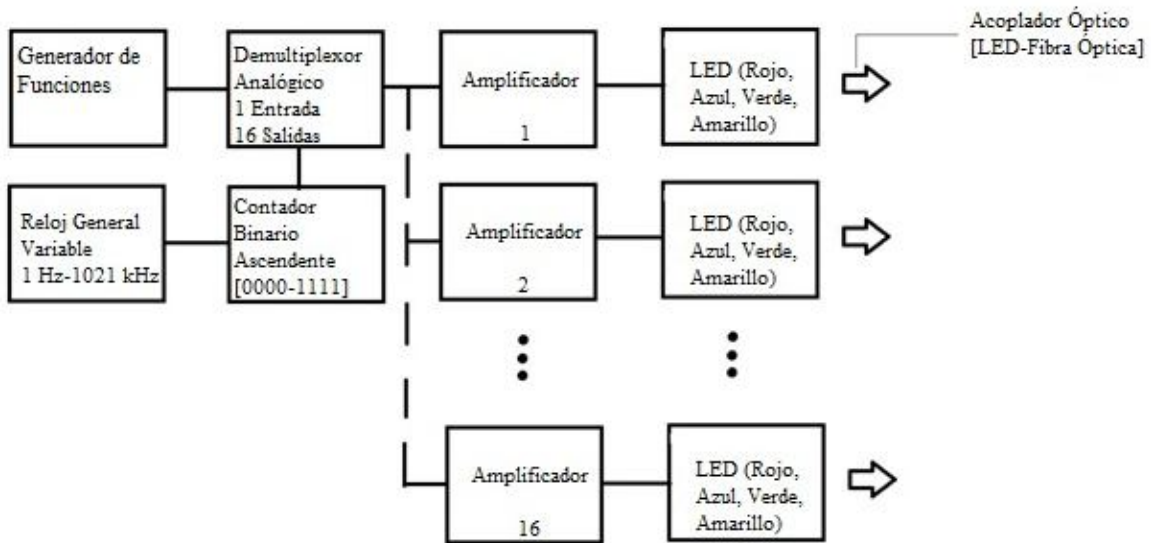 Generador de
Funciones
Demultiplexor
Analógico
1 Entrada
16 Salidas
Amplificador
1
LED (Rojo,
Azul, Verde,
Amarillo)
Acoplador Óptico
[LED-Fibra Óptica]
Reloj General
Variable
1 Hz-1021 kHz
Contador
Binario
Ascendente
[0000-1111]
Amplificador
2
LED (Rojo,
Azul, Verde,
Amarillo)
Amplificador
16
LED (Rojo,
Azul, Verde,
Amarillo)